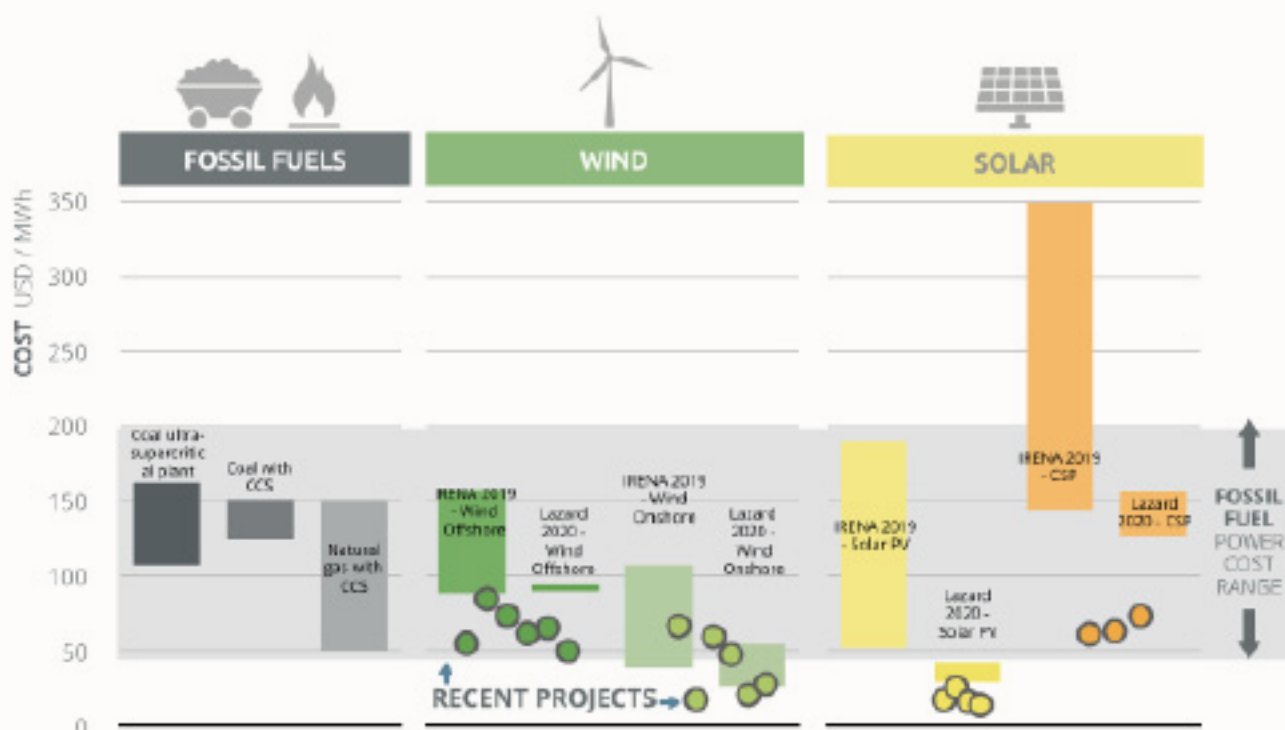 FOSSIL FUELS
WIND
SOLAR
COST USD / MWh
350
300
250
200
150
100
50
0
Coal ultra-
supercritic
al plant
Coal with
CCS
Natural
gas with
CCS
IRENA 2019
- Wind
Offshore
Lazard
2020 -
Wind
Offshore
IRENA 2019
- Wind
Onshore
Lazard
2020 -
Wind
Onshore
RECENT PROJECTS
IRENA 2019
- Solar PV
Lazard
2020 -
Solar PV
IRENA 2019
- CSP
Lazard
2020 - CSP
FOSSIL
FUEL
POWER
COST
RANGE